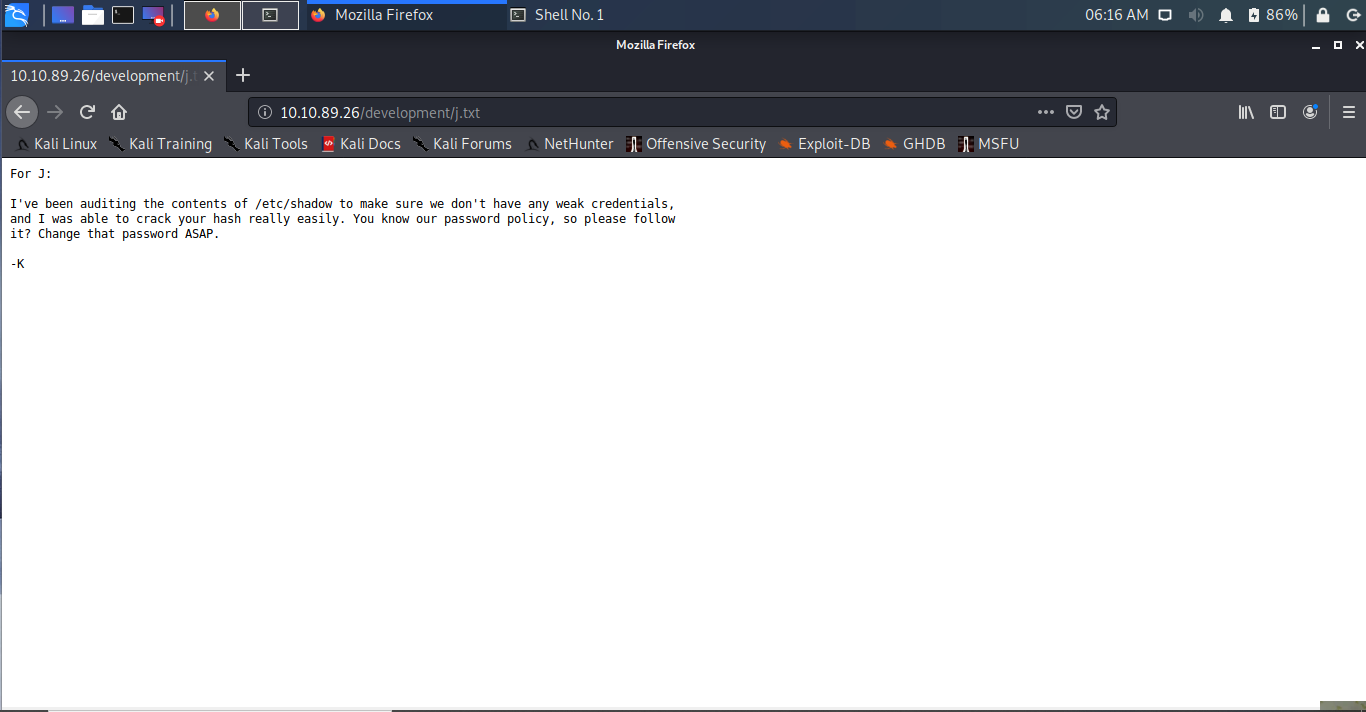 Mozilla Firefox
Shell No. 1
06:16 AM
86%
Mozilla Firefox
10.10.89.26/development/j.
10.10.89.26/development/j.txt
Kali Linux
Kali Training
Kali Tools
Kali Docs
Kali Forums
NetHunter
Offensive Security
Exploit-DB
GHDB
MSFU
For J:
I've been auditing the contents of /etc/shadow to make sure we don't have any weak credentials,
and I was able to crack your hash really easily. You know our password policy, so please follow
it? Change that password ASAP.
-K